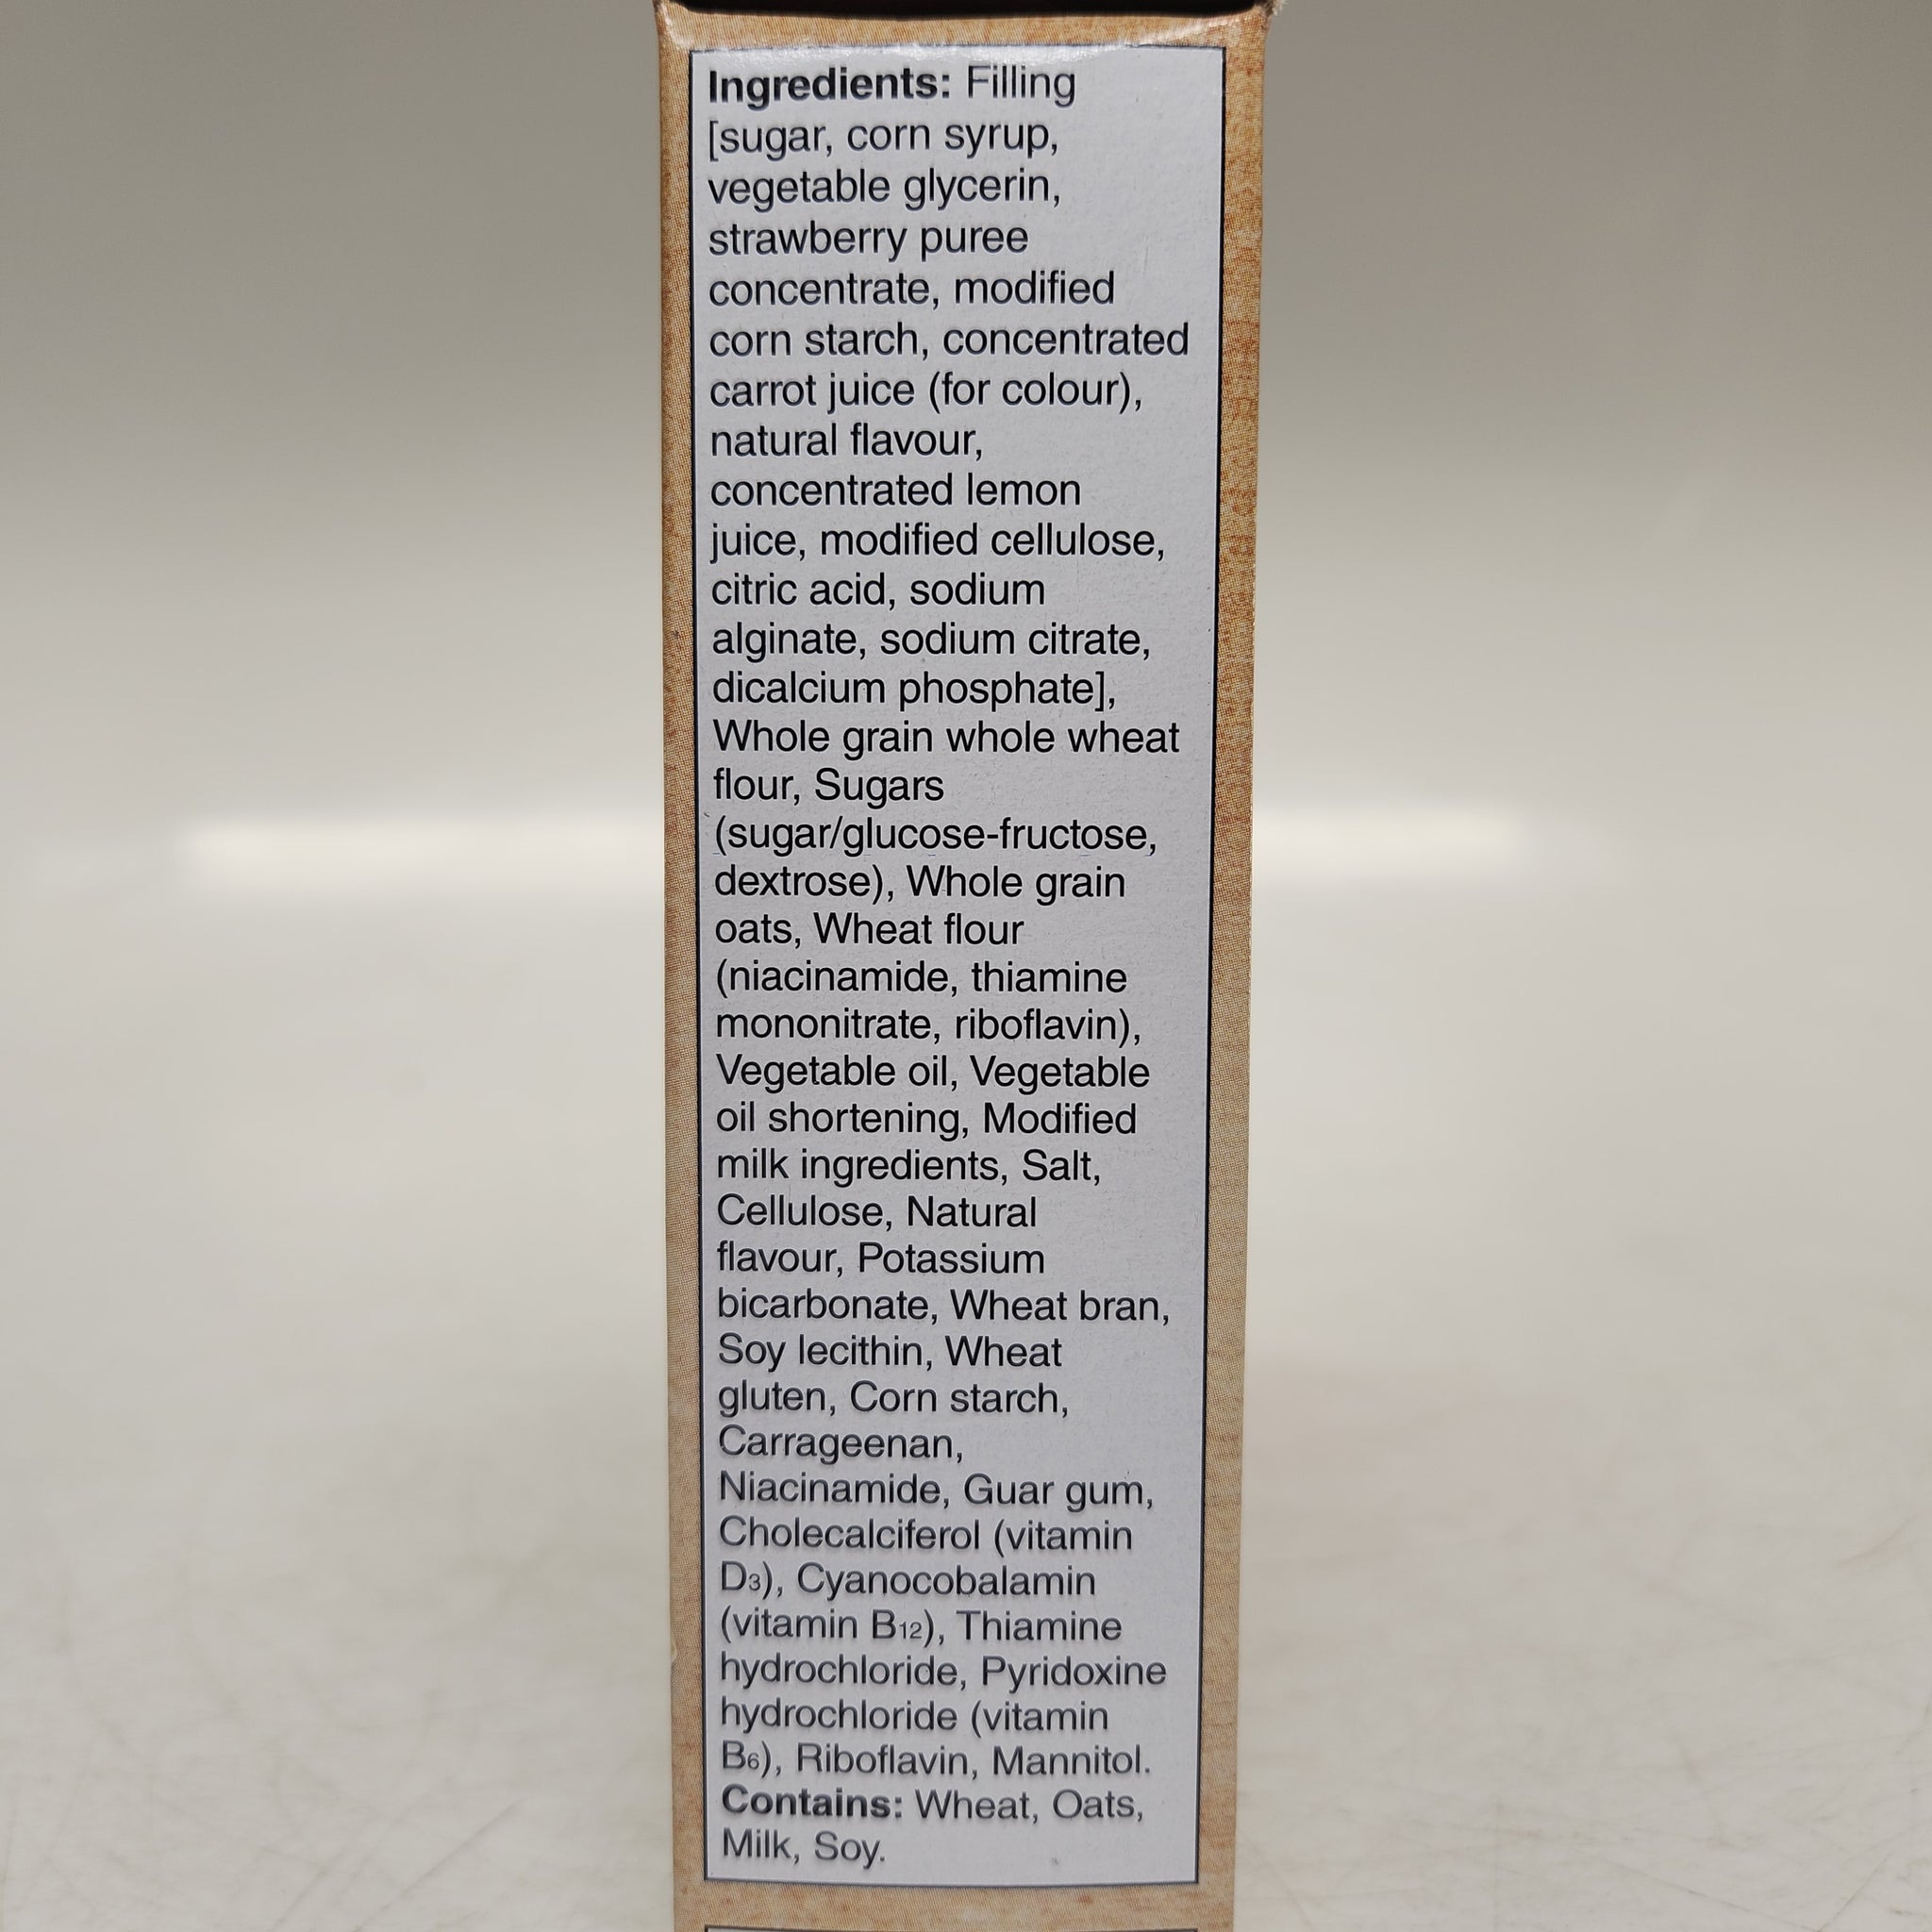 Ingredients: Filling
[sugar, corn syrup,
vegetable glycerin,
strawberry puree
concentrate, modified
corn starch, concentrated
carrot juice (for colour),
natural flavour,
concentrated lemon
juice, modified cellulose,
citric acid, sodium
alginate, sodium citrate,
dicalcium phosphate],
Whole grain whole wheat
flour, Sugars
(sugar/glucose-fructose,
dextrose), Whole grain
oats, Wheat flour
(niacinamide, thiamine
mononitrate, riboflavin),
Vegetable oil, Vegetable
oil shortening, Modified
milk ingredients, Salt,
Cellulose, Natural
flavour, Potassium
bicarbonate, Wheat bran,
Soy lecithin, Wheat
gluten, Corn starch,
Carrageenan,
Niacinamide, Guar gum,
Cholecalciferol (vitamin
D3), Cyanocobalamin
(vitamin B12), Thiamine
hydrochloride, Pyridoxine
hydrochloride (vitamin
B6), Riboflavin, Mannitol.
Contains: Wheat, Oats,
Milk, Soy.